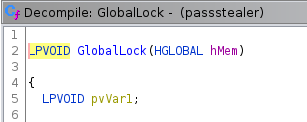 Decompile: GlobalLock - (passstealer)
1
2 LPVOID GlobalLock(HGLOBAL hMem)
3
4 {
5 LPVOID pvVar1;
6